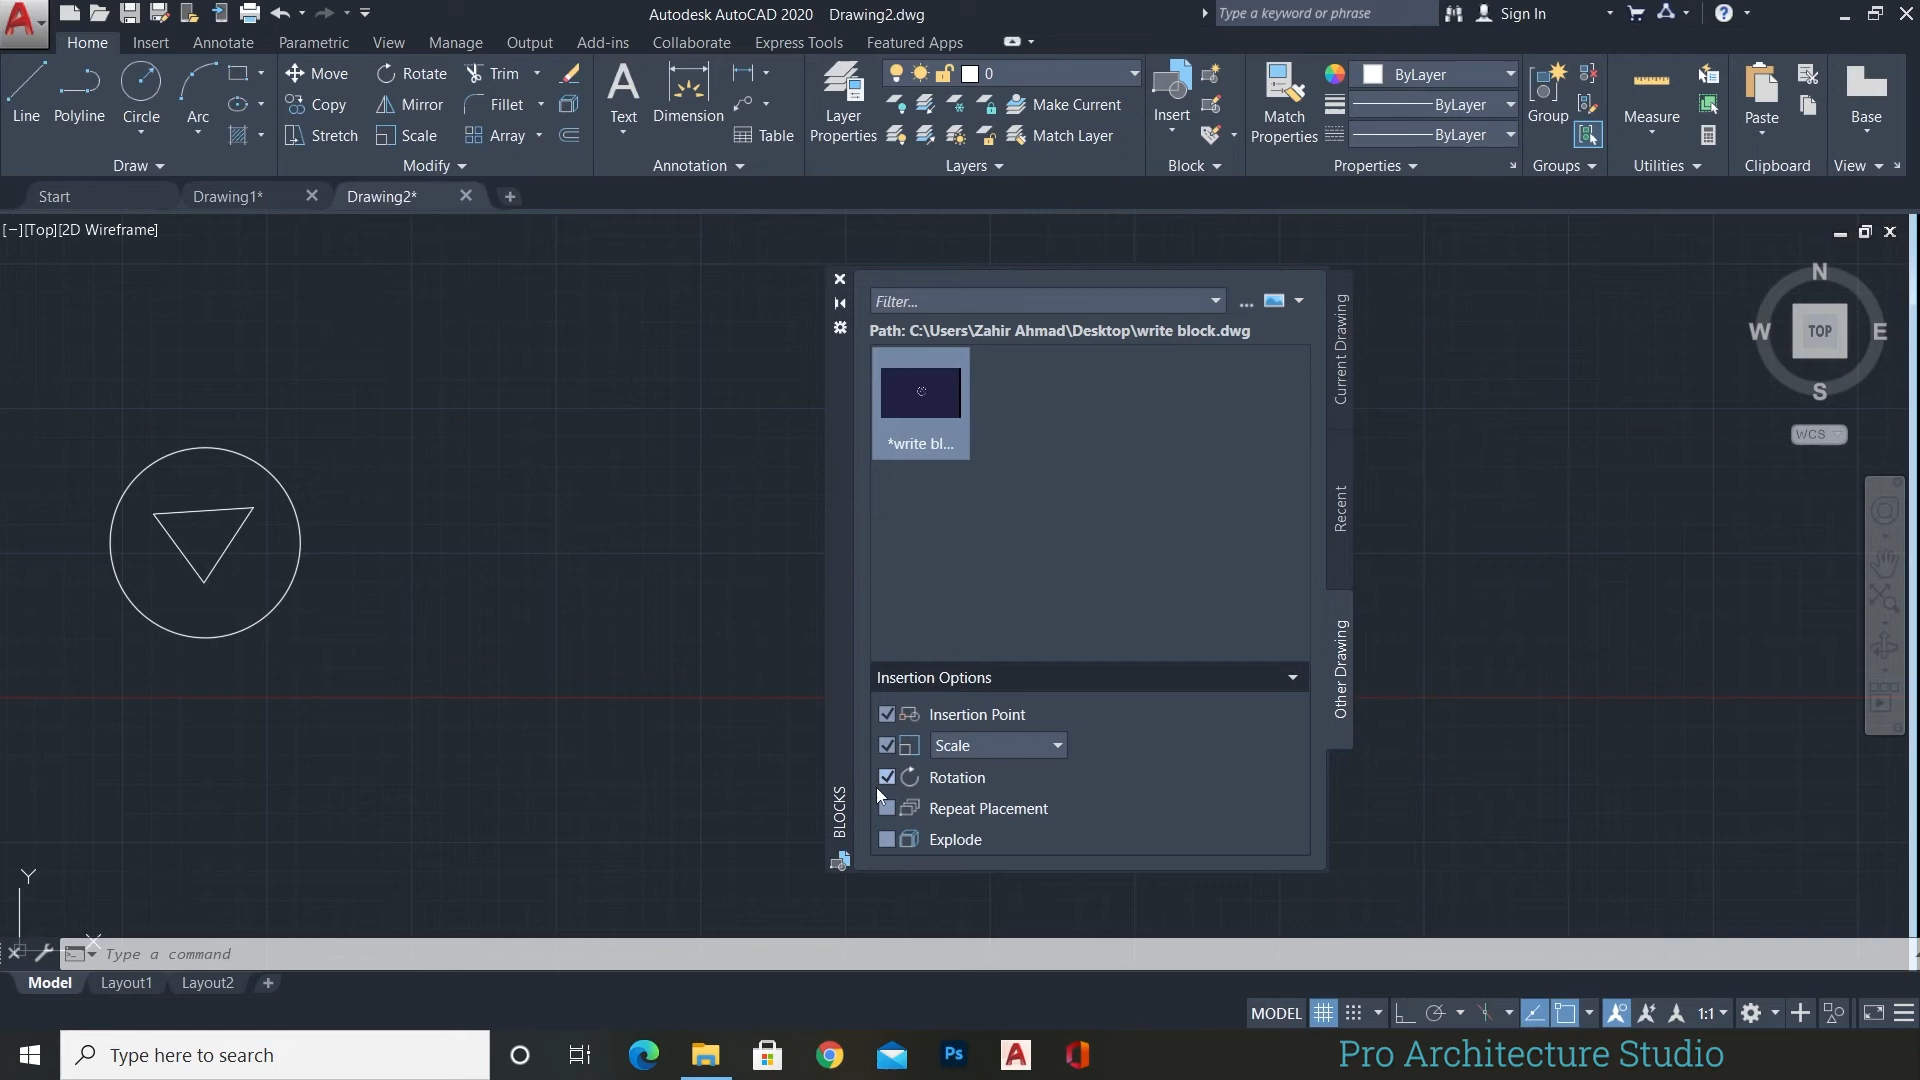 Autodesk AutoCAD 2020 Drawing2.dwg
Type a keyword or phrase
Sign In
Home Insert Annotate Parametric View Manage Output Add-ins Collaborate Express Tools Featured Apps
Line Polyline Circle Arc
Move Rotate Trim
Copy Mirror Fillet
Stretch Scale Array
Text Dimension Table
Layer Properties
0
Make Current
Match Layer
Insert
Match Properties
ByLayer
ByLayer
ByLayer
Group
Measure
Paste
Base
Draw Modify Annotation Layers Block Properties Groups Utilities Clipboard View
Start Drawing1* Drawing2*
[−][Top][2D Wireframe]
N
W TOP E
S
WCS
Filter...
Path: C:\Users\Zahir Ahmad\Desktop\write block.dwg
*write bl...
Current Drawing
Recent
Other Drawing
Insertion Options
Insertion Point
Scale
Rotation
Repeat Placement
Explode
BLOCKS
Y
X
Type a command
Model Layout1 Layout2
MODEL 1:1
Type here to search
Ps
Pro Architecture Studio